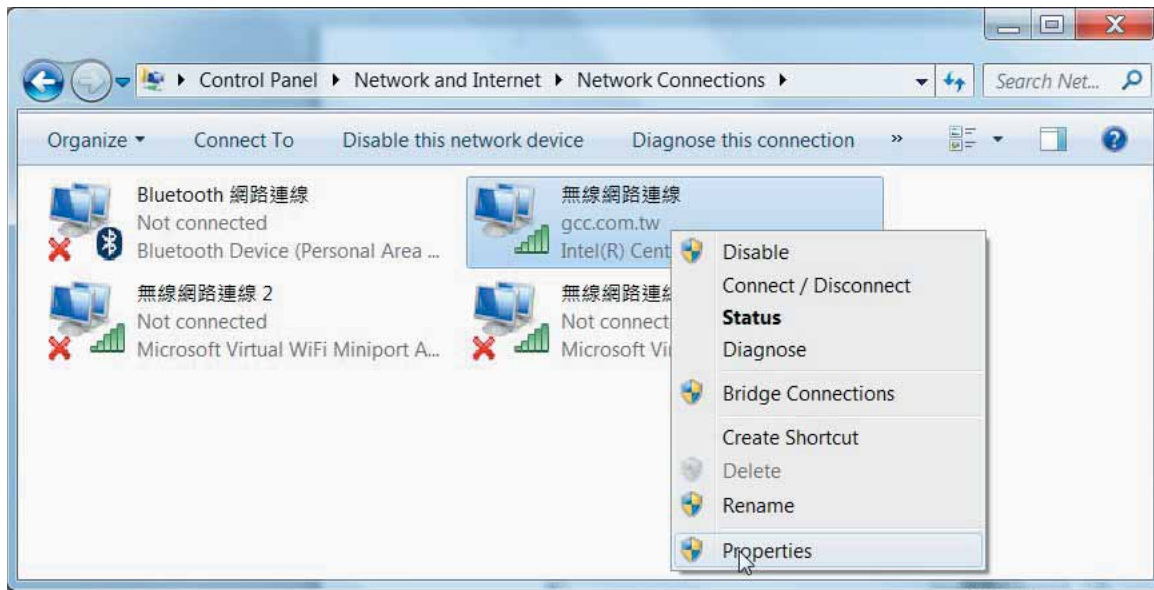 Control Panel Network and Internet Network Connections Search Net...
Organize Connect To Disable this network device Diagnose this connection »
Bluetooth 網路連線
Not connected
Bluetooth Device (Personal Area ...
無線網路連線
gcc.com.tw
Intel(R) Cent
無線網路連線 2
Not connected
Microsoft Virtual WiFi Miniport A...
無線網路連線
Not connect
Microsoft Vi
Disable
Connect / Disconnect
Status
Diagnose
Bridge Connections
Create Shortcut
Delete
Rename
Properties